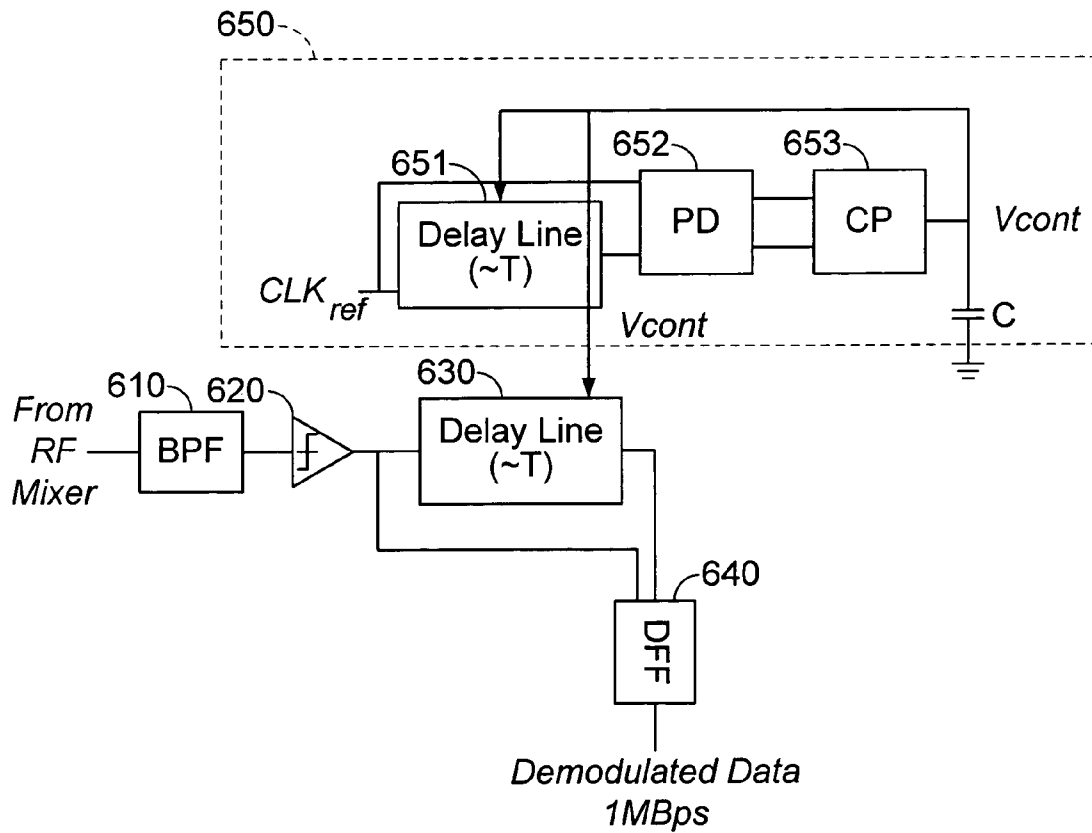 650
651
652
653
Delay Line
(~T)
PD
CP
Vcont
CLKref
Vcont
C
610
620
630
From
RF
Mixer
BPF
Delay Line
(~T)
640
DFF
Demodulated Data
1MBps